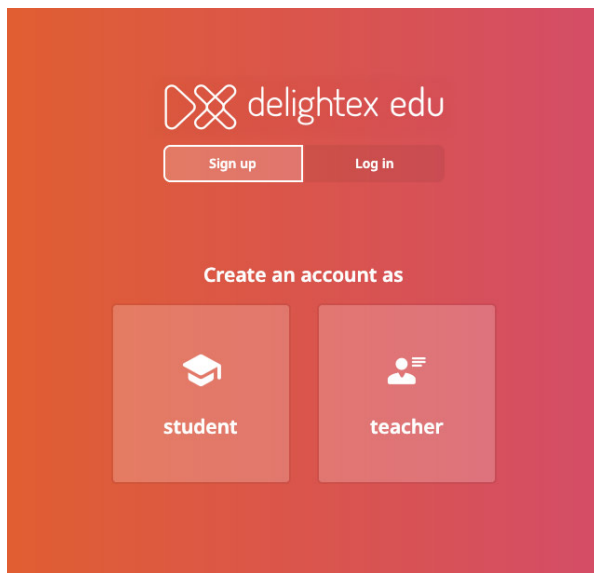 delightex edu
Sign up Log in
Create an account as
student teacher